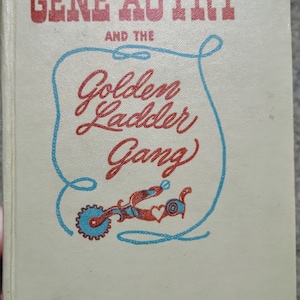 GENE AUTRY
AND THE
Golden
Ladder
Gang